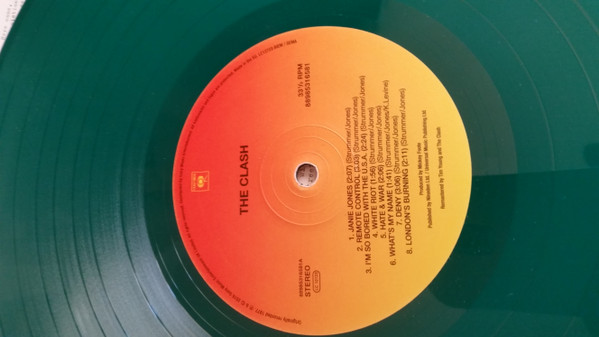 THE CLASH
STEREO
33⅓ RPM
88985316581
1. JANIE JONES (2:07) (Strummer/Jones)
2. REMOTE CONTROL (3.03) (Strummer/Jones)
3. I'M SO BORED WITH THE U.S.A. (2:24) (Strummer/Jones)
4. WHITE RIOT (1:56) (Strummer/Jones)
5. HATE & WAR (2:06) (Strummer/Jones)
6. WHAT'S MY NAME (1:41) (Strummer/Jones/K.Levine)
7. DENY (3:06) (Strummer/Jones)
8. LONDON'S BURNING (2:11) (Strummer/Jones)
Produced by Mickey Foote
Published by Nineden Ltd. / Universal Music Publishing Ltd
Remastered by Tim Young and The Clash.